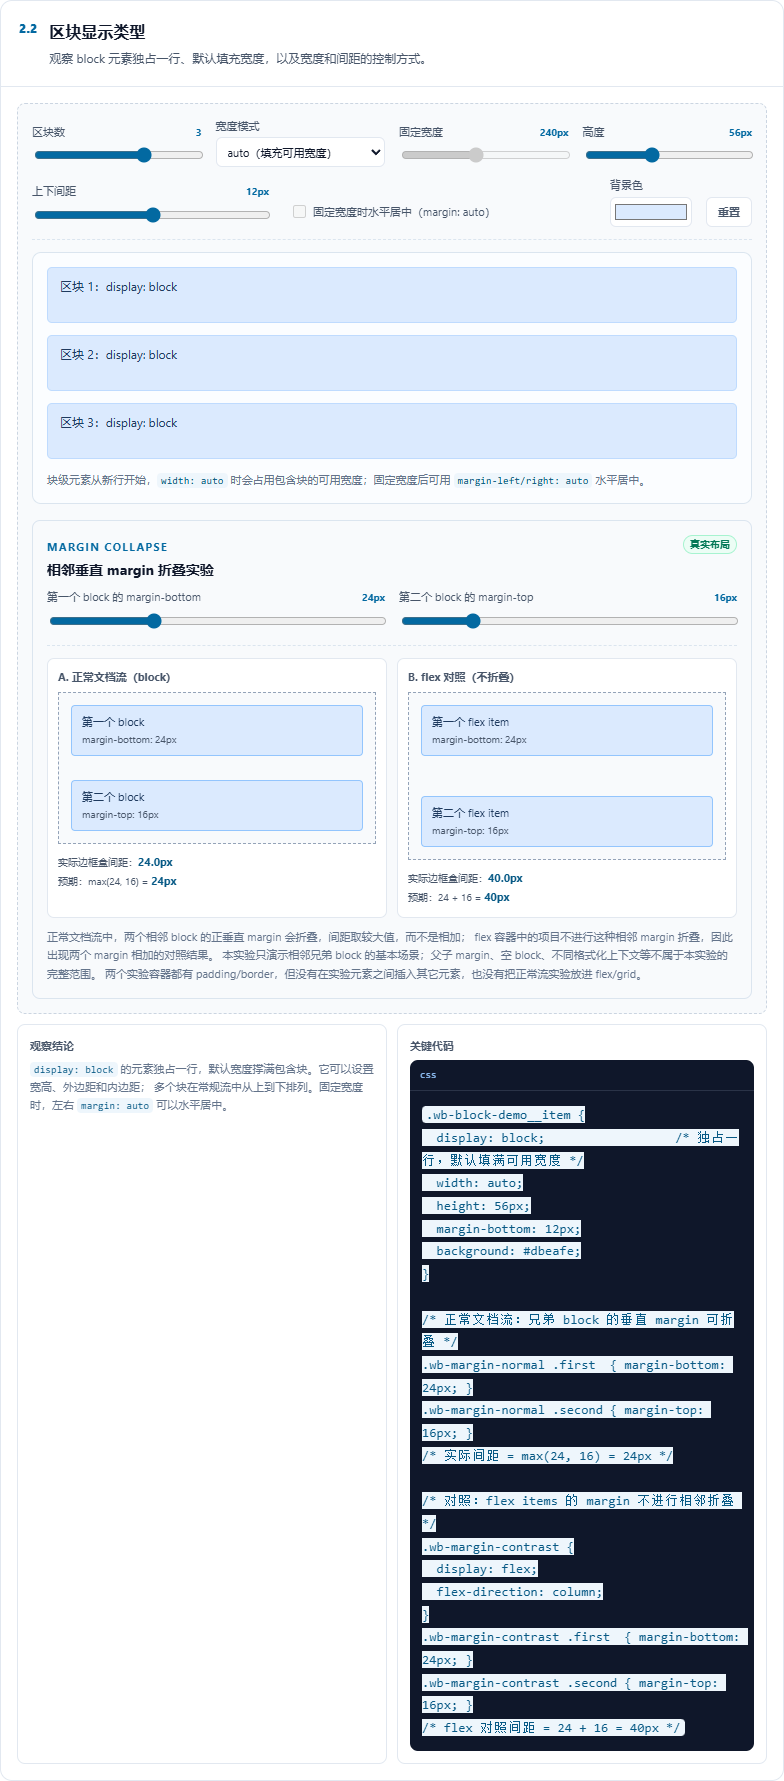 2.2 区块显示类型
观察 block 元素独占一行、默认填充宽度，以及宽度和间距的控制方式。
区块数 3
宽度模式
auto（填充可用宽度）
固定宽度 240px
高度 56px
上下间距 12px
固定宽度时水平居中（margin: auto）
背景色
重置
区块 1：display: block
区块 2：display: block
区块 3：display: block
块级元素从新行开始， width: auto 时会占用包含块的可用宽度；固定宽度后可用 margin-left/right: auto 水平居中。
MARGIN COLLAPSE
真实布局
相邻垂直 margin 折叠实验
第一个 block 的 margin-bottom 24px
第二个 block 的 margin-top 16px
A. 正常文档流（block）
第一个 block
margin-bottom: 24px
第二个 block
margin-top: 16px
实际边框盒间距：24.0px
预期：max(24, 16) = 24px
B. flex 对照（不折叠）
第一个 flex item
margin-bottom: 24px
第二个 flex item
margin-top: 16px
实际边框盒间距：40.0px
预期：24 + 16 = 40px
正常文档流中，两个相邻 block 的正垂直 margin 会折叠，间距取较大值，而不是相加； flex 容器中的项目不进行这种相邻 margin 折叠，因此
出现两个 margin 相加的对照结果。 本实验只演示相邻兄弟 block 的基本场景；父子 margin、空 block、不同格式化上下文等不属于本实验的
完整范围。 两个实验容器都有 padding/border，但没有在实验元素之间插入其它元素，也没有把正常流实验放进 flex/grid。
观察结论
display: block 的元素独占一行，默认宽度撑满包含块。它可以设置
宽高、外边距和内边距； 多个块在常规流中从上到下排列。固定宽度
时，左右 margin: auto 可以水平居中。
关键代码
css
.wb-block-demo__item {
  display: block;                  /* 独占一
行，默认填满可用宽度 */
  width: auto;
  height: 56px;
  margin-bottom: 12px;
  background: #dbeafe;
}
/* 正常文档流：兄弟 block 的垂直 margin 可折
叠 */
.wb-margin-normal .first  { margin-bottom:
24px; }
.wb-margin-normal .second { margin-top:
16px; }
/* 实际间距 = max(24, 16) = 24px */
/* 对照：flex items 的 margin 不进行相邻折叠
*/
.wb-margin-contrast {
  display: flex;
  flex-direction: column;
}
.wb-margin-contrast .first  { margin-bottom:
24px; }
.wb-margin-contrast .second { margin-top:
16px; }
/* flex 对照间距 = 24 + 16 = 40px */